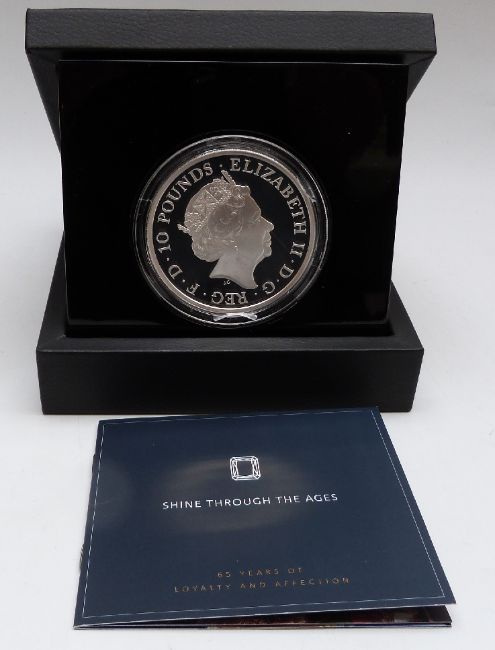 ELIZABETH II · D · G · REG · F · D · 10 POUNDS ·
JC
SHINE THROUGH THE AGES
65 YEARS OF
LOYALTY AND AFFECTION